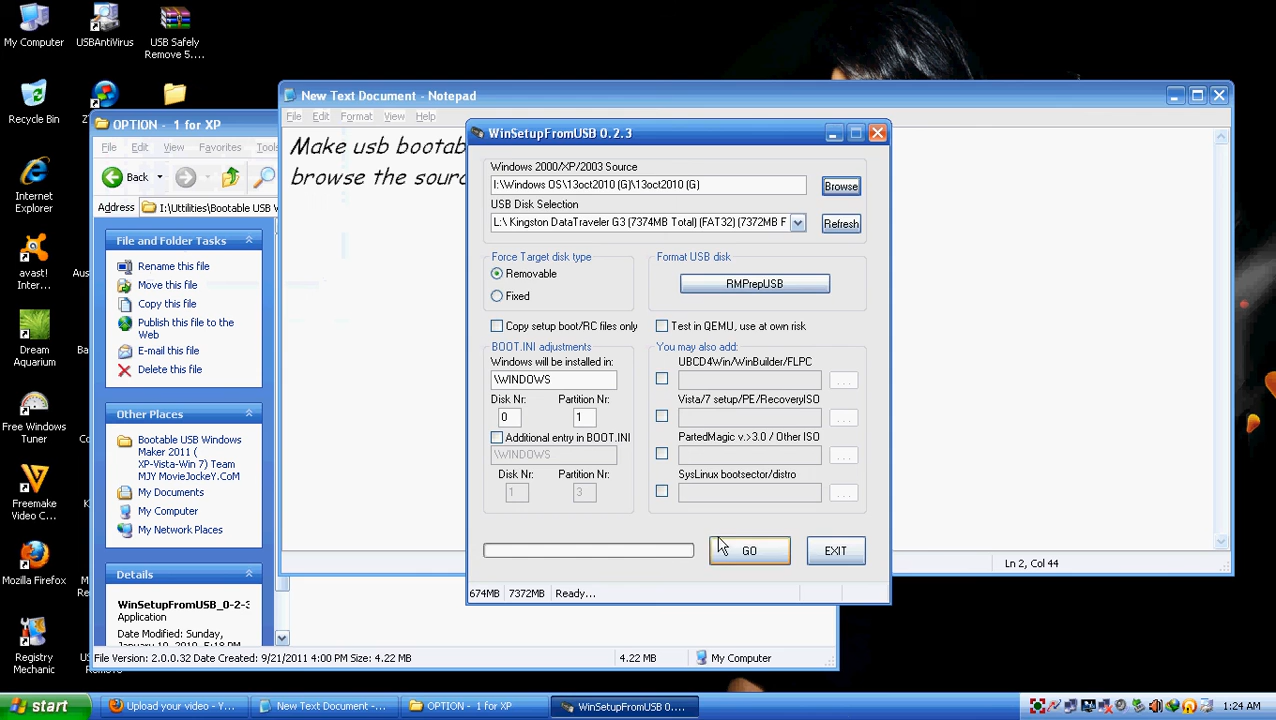 My Computer
USBAntiVirus
USB Safely
Remove 5....
Recycle Bin
Internet
Explorer
avast!
Inter...
Dream
Aquarium
Free Windows
Tuner
Freemake
Video C...
Mozilla Firefox
Registry
Mechanic
New Text Document - Notepad
File Edit Format View Help
Make usb bootab
browse the sourc
Ln 2, Col 44
OPTION - 1 for XP
File Edit View Favorites Tools
Back
Address I:\Uttilities\Bootable USB W
File and Folder Tasks
Rename this file
Move this file
Copy this file
Publish this file to the
Web
E-mail this file
Delete this file
Other Places
Bootable USB Windows
Maker 2011 (
XP-Vista-Win 7) Team
MJY MovieJockeY.CoM
My Documents
My Computer
My Network Places
Details
WinSetupFromUSB_0-2-3
Application
Date Modified: Sunday,
File Version: 2.0.0.32 Date Created: 9/21/2011 4:00 PM Size: 4.22 MB
4.22 MB
My Computer
WinSetupFromUSB 0.2.3
Windows 2000/XP/2003 Source
I:\Windows OS\13oct2010 (G)\13oct2010 (G)
Browse
USB Disk Selection
L:\ Kingston DataTraveler G3 (7374MB Total) (FAT32) (7372MB F
Refresh
Force Target disk type
Removable
Fixed
Format USB disk
RMPrepUSB
Copy setup boot/RC files only
Test in QEMU, use at own risk
BOOT.INI adjustments
Windows will be installed in:
\WINDOWS
Disk Nr: Partition Nr:
0 1
Additional entry in BOOT.INI
\WINDOWS
Disk Nr: Partition Nr:
1 3
You may also add:
UBCD4Win/WinBuilder/FLPC
...
Vista/7 setup/PE/RecoveryISO
...
PartedMagic v.>3.0 / Other ISO
...
SysLinux bootsector/distro
...
GO
EXIT
674MB 7372MB Ready...
start
Upload your video - Y...
New Text Document -...
OPTION - 1 for XP
WinSetupFromUSB 0....
1:24 AM